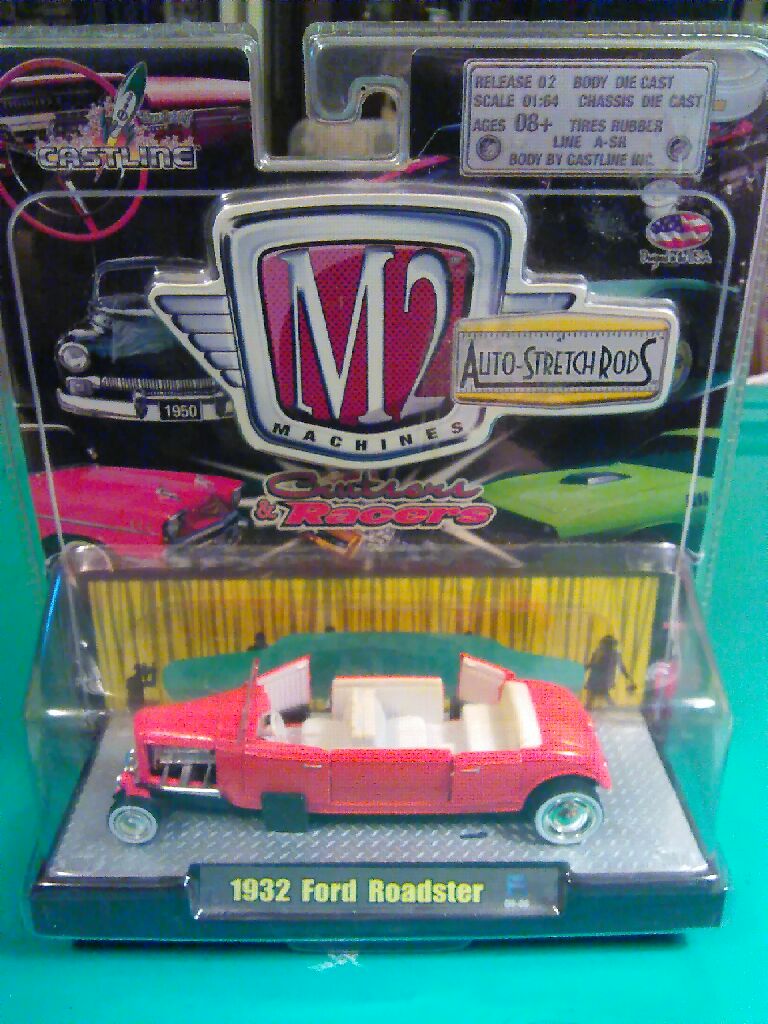 RELEASE 02 BODY DIE CAST
SCALE 01:64 CHASSIS DIE CAST
AGES 08+ TIRES RUBBER
LINE A-SR
BODY BY CASTLINE INC.
CASTLINE
M2
MACHINES
AUTO-STRETCH RODS
1950
& Racers
1932 Ford Roadster